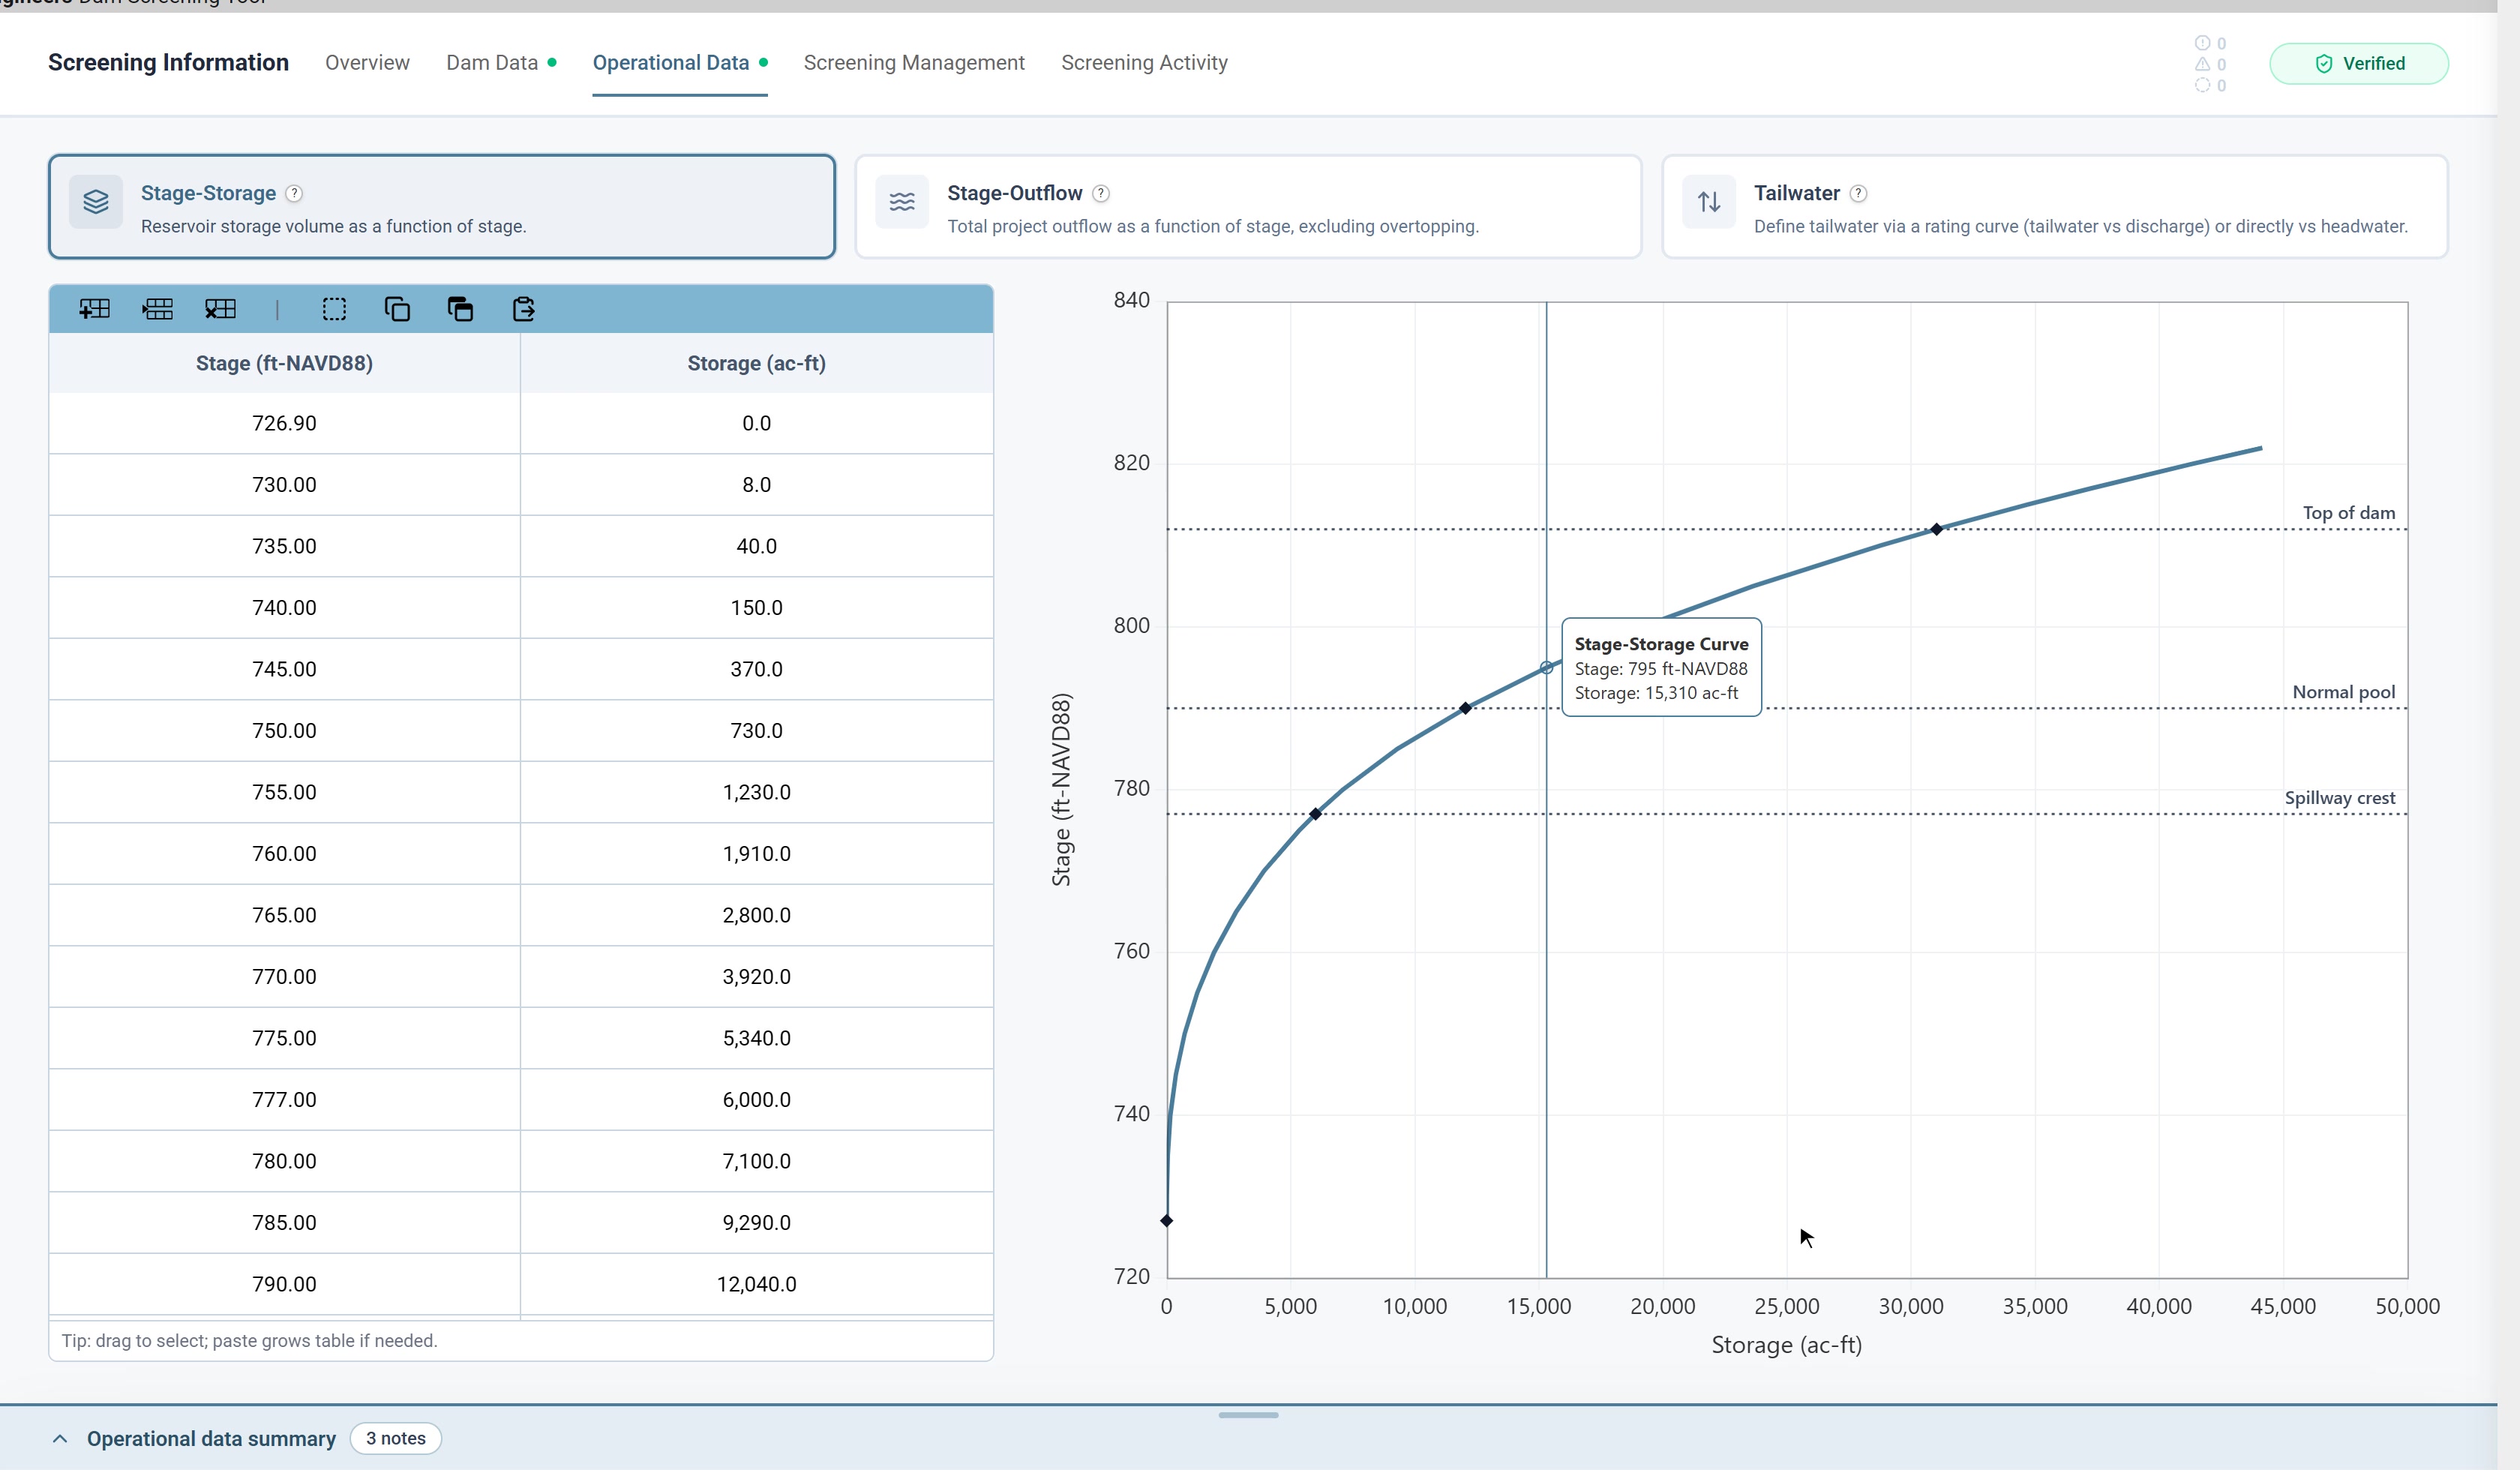 Dam Screening Tool
Screening Information
Overview
Dam Data
Operational Data
Screening Management
Screening Activity
0
0
0
Verified
Stage-Storage ?
Reservoir storage volume as a function of stage.
Stage-Outflow ?
Total project outflow as a function of stage, excluding overtopping.
Tailwater ?
Define tailwater via a rating curve (tailwater vs discharge) or directly vs headwater.
Stage (ft-NAVD88) Storage (ac-ft)
726.90 0.0
730.00 8.0
735.00 40.0
740.00 150.0
745.00 370.0
750.00 730.0
755.00 1,230.0
760.00 1,910.0
765.00 2,800.0
770.00 3,920.0
775.00 5,340.0
777.00 6,000.0
780.00 7,100.0
785.00 9,290.0
790.00 12,040.0
Tip: drag to select; paste grows table if needed.
Stage (ft-NAVD88)
840
820
800
780
760
740
720
Top of dam
Normal pool
Spillway crest
Stage-Storage Curve
Stage: 795 ft-NAVD88
Storage: 15,310 ac-ft
0 5,000 10,000 15,000 20,000 25,000 30,000 35,000 40,000 45,000 50,000
Storage (ac-ft)
Operational data summary
3 notes